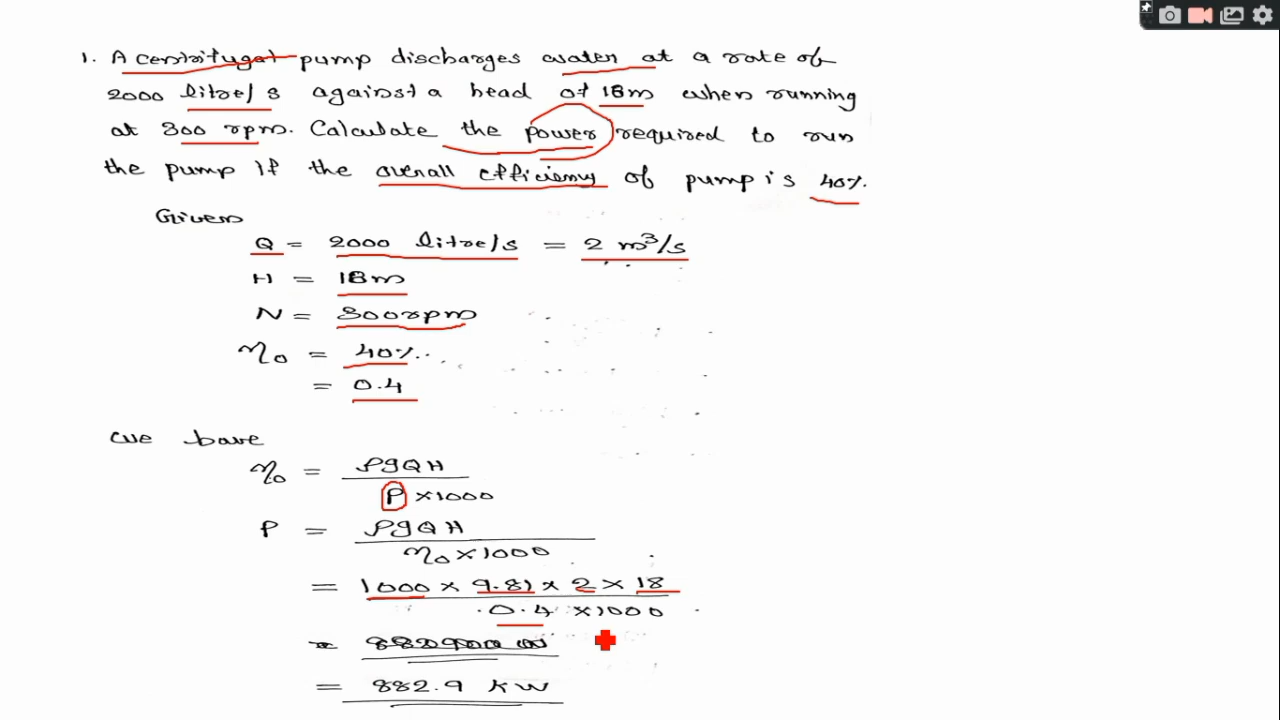 1. A centrifugal pump discharges water at a rate of
2000 litre/s against a head of 18m when running
at 300 rpm. Calculate the power required to run
the pump if the overall efficiency of pump is 40%.
Given
Q = 2000 litre/s = 2 m³/s
H = 18m
N = 300rpm
η₀ = 40%.
= 0.4
we have
η₀ = ρgQH / P × 1000
P = ρgQH / η₀ × 1000
= 1000 × 9.81 × 2 × 18 / 0.4 × 1000
= 882.9 KW